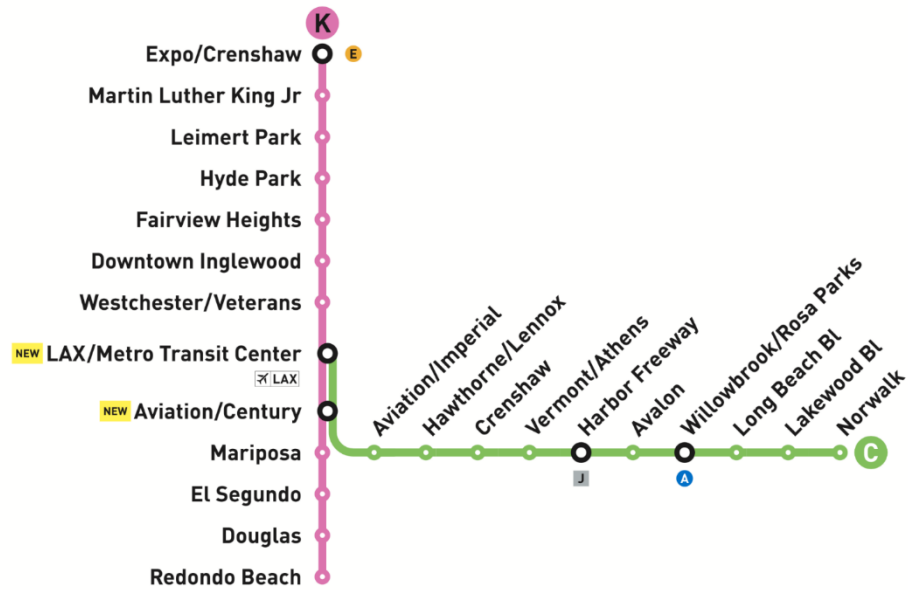 K
Expo/Crenshaw E
Martin Luther King Jr
Leimert Park
Hyde Park
Fairview Heights
Downtown Inglewood
Westchester/Veterans
NEW LAX/Metro Transit Center
LAX
NEW Aviation/Century
Mariposa
El Segundo
Douglas
Redondo Beach
Aviation/Imperial
Hawthorne/Lennox
Crenshaw
Vermont/Athens
Harbor Freeway
J
Avalon
Willowbrook/Rosa Parks
A
Long Beach Bl
Lakewood Bl
Norwalk
C